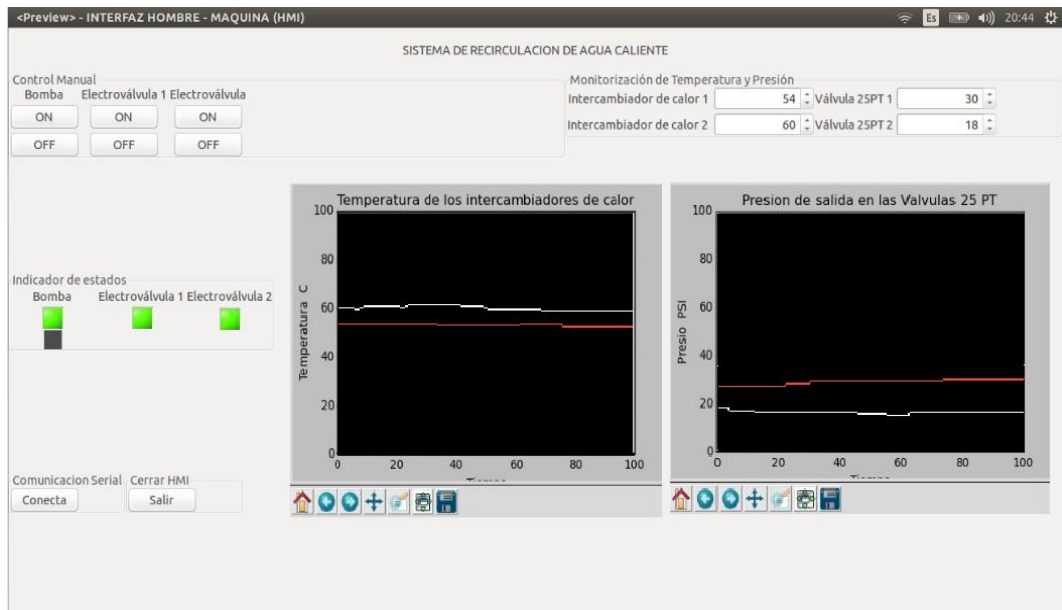 <Preview> - INTERFAZ HOMBRE - MAQUINA (HMI)
Es
20:44
SISTEMA DE RECIRCULACION DE AGUA CALIENTE
Control Manual
Bomba Electroválvula 1 Electroválvula
ON ON ON
OFF OFF OFF
Monitorización de Temperatura y Presión
Intercambiador de calor 1 54 Válvula 25PT 1 30
Intercambiador de calor 2 60 Válvula 25PT 2 18
Indicador de estados
Bomba Electroválvula 1 Electroválvula 2
Temperatura de los intercambiadores de calor
100
80
60
40
20
0
Temperatura C
0 20 40 60 80 100
Presion de salida en las Valvulas 25 PT
100
80
60
40
20
0
Presio PSI
0 20 40 60 80 100
Comunicacion Serial Cerrar HMI
Conecta Salir